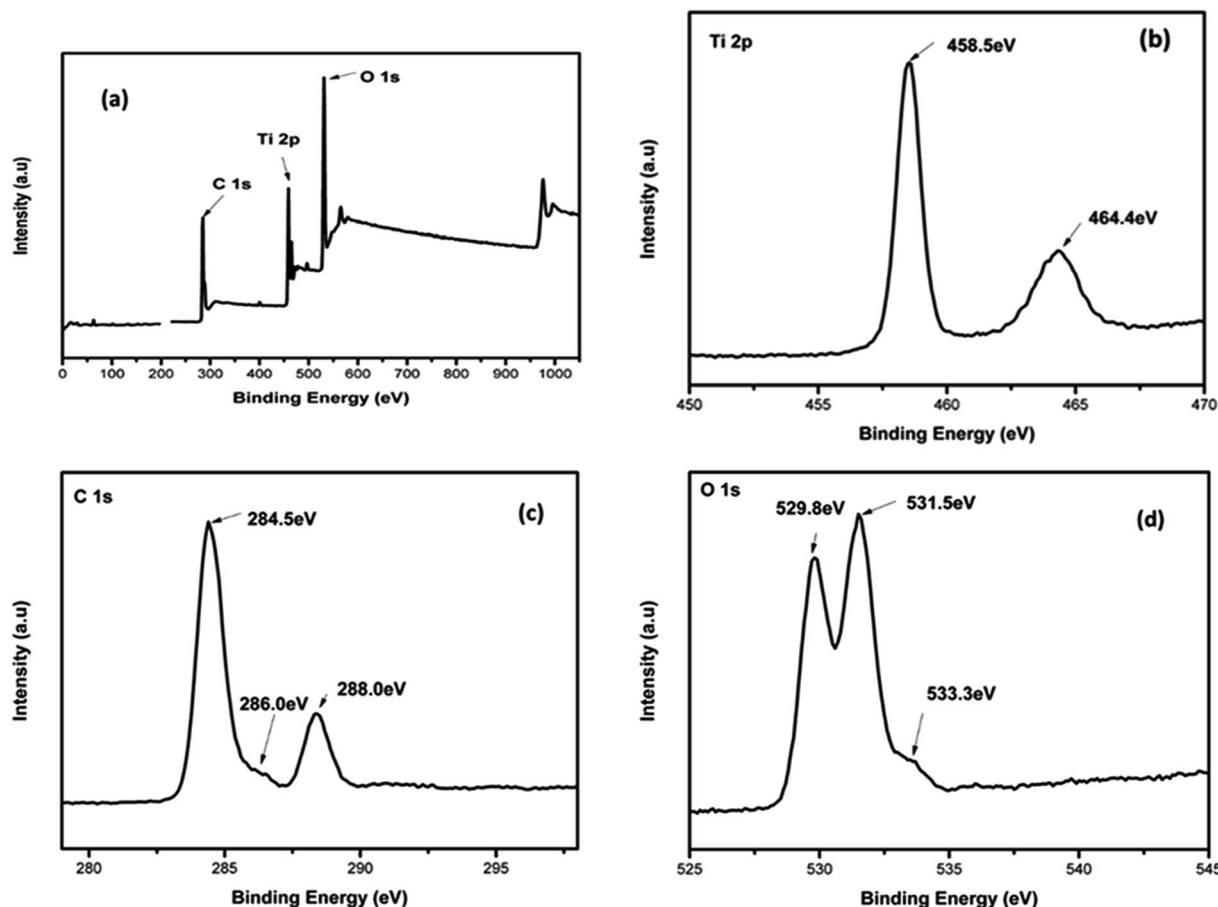 (a)
O 1s
Ti 2p
C 1s
Intensity (a.u)
0 100 200 300 400 500 600 700 800 900 1000
Binding Energy (eV)
Ti 2p
(b)
458.5eV
464.4eV
Intensity (a.u)
450 455 460 465 470
Binding Energy (eV)
C 1s
(c)
284.5eV
286.0eV
288.0eV
Intensity (a.u)
280 285 290 295
Binding Energy (eV)
O 1s
(d)
529.8eV
531.5eV
533.3eV
Intensity (a.u)
525 530 535 540 545
Binding Energy (eV)